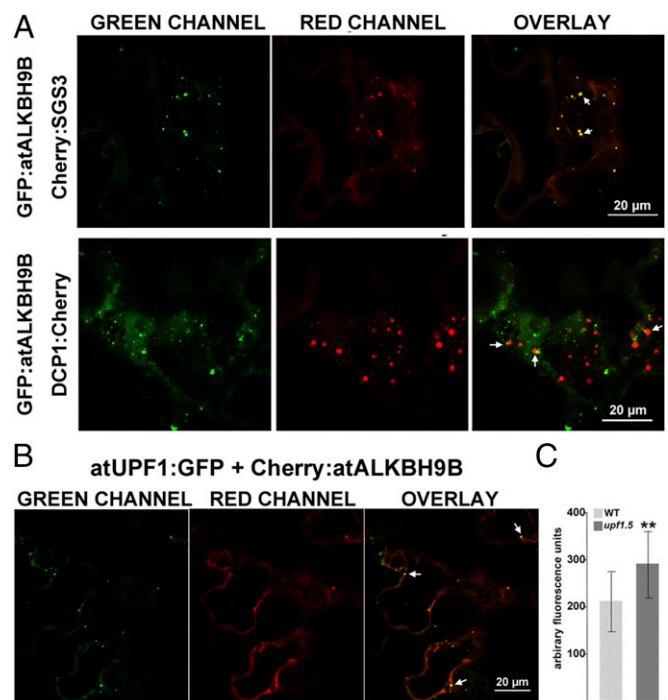 A
GREEN CHANNEL RED CHANNEL OVERLAY
GFP:atALKBH9B
Cherry:SGS3
20 µm
GFP:atALKBH9B
DCP1:Cherry
20 µm
B
atUPF1:GFP + Cherry:atALKBH9B
GREEN CHANNEL RED CHANNEL OVERLAY
20 µm
C
arbirary fluorescence units
400
300
200
100
WT
upf1.5
**